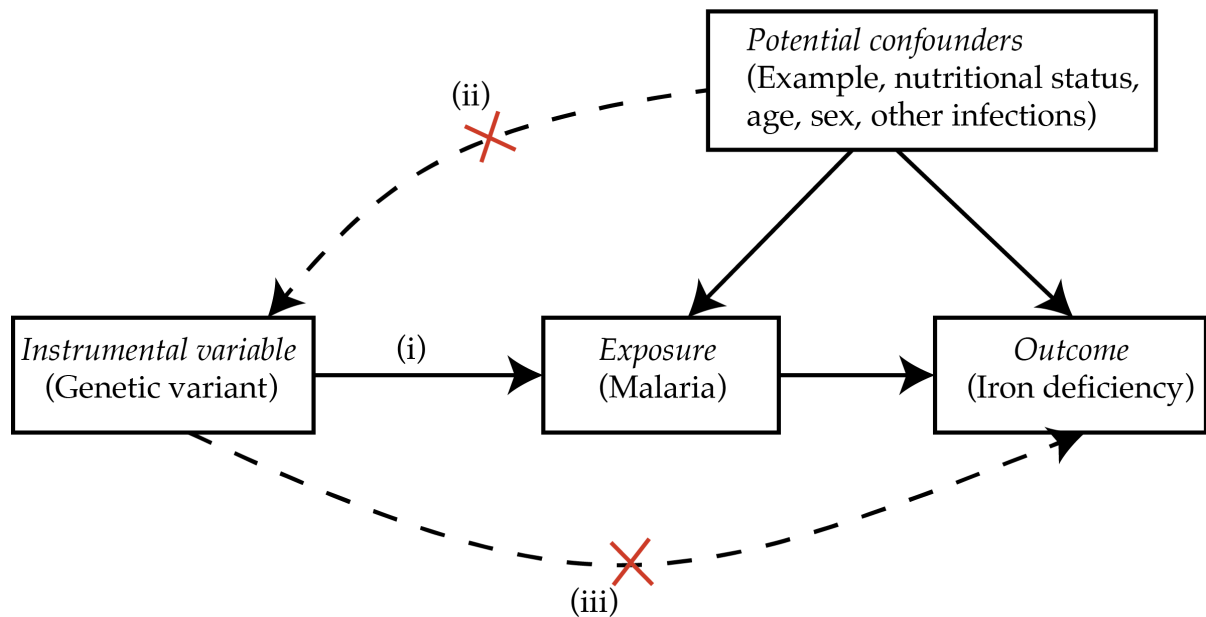 Potential confounders
(Example, nutritional status,
age, sex, other infections)
(ii)
Instrumental variable
(Genetic variant)
(i)
Exposure
(Malaria)
Outcome
(Iron deficiency)
(iii)